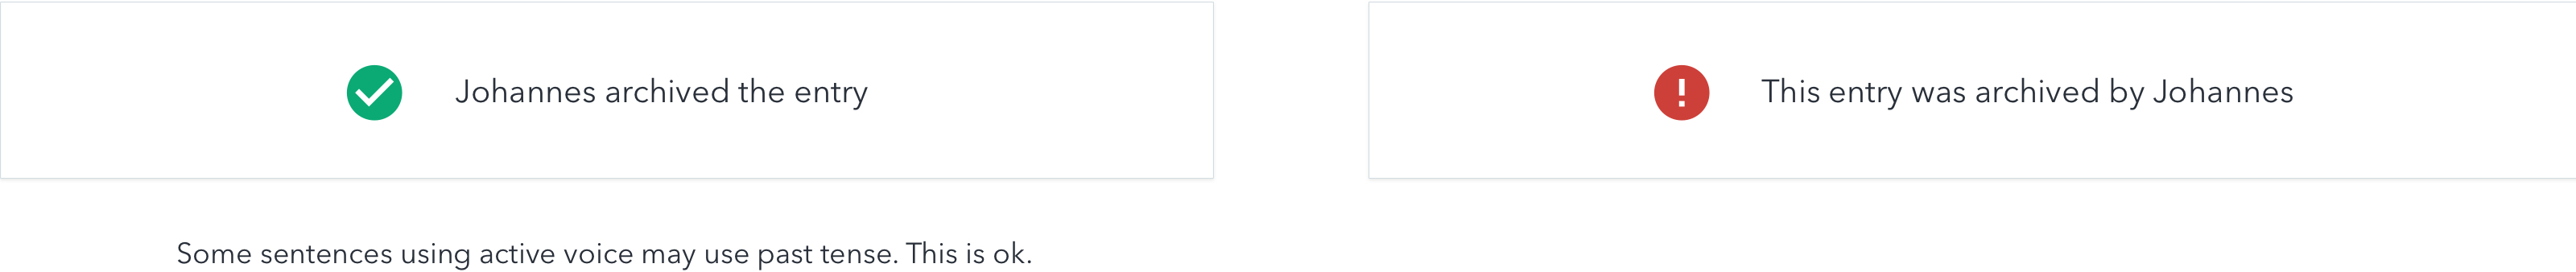 Johannes archived the entry
This entry was archived by Johannes
Some sentences using active voice may use past tense. This is ok.